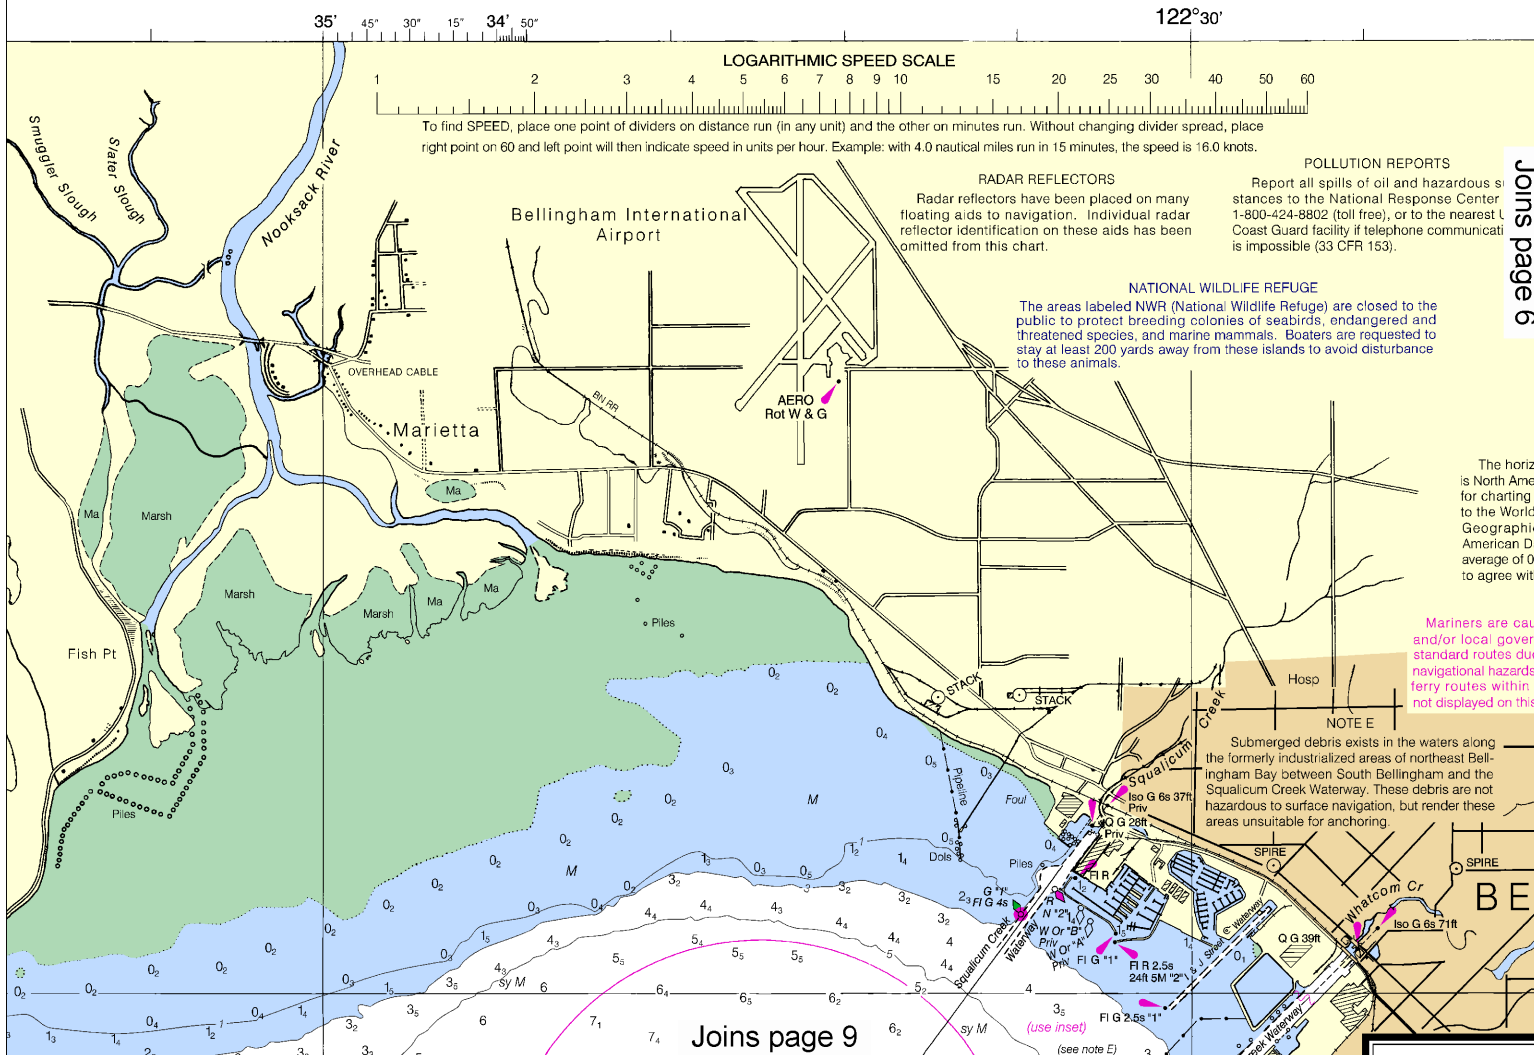 35' 45" 30" 15" 34' 50" 122°30'
LOGARITHMIC SPEED SCALE
1 2 3 4 5 6 7 8 9 10 15 20 25 30 40 50 60
To find SPEED, place one point of dividers on distance run (in any unit) and the other on minutes run. Without changing divider spread, place
right point on 60 and left point will then indicate speed in units per hour. Example: with 4.0 nautical miles run in 15 minutes, the speed is 16.0 knots.
Smuggler Slough
Slater Slough
Nooksack River
Bellingham International
Airport
RADAR REFLECTORS
Radar reflectors have been placed on many
floating aids to navigation. Individual radar
reflector identification on these aids has been
omitted from this chart.
POLLUTION REPORTS
Report all spills of oil and hazardous su
stances to the National Response Center
1-800-424-8802 (toll free), or to the nearest U
Coast Guard facility if telephone communicati
is impossible (33 CFR 153).
Joins page 6
NATIONAL WILDLIFE REFUGE
The areas labeled NWR (National Wildlife Refuge) are closed to the
public to protect breeding colonies of seabirds, endangered and
threatened species, and marine mammals. Boaters are requested to
stay at least 200 yards away from these islands to avoid disturbance
to these animals.
OVERHEAD CABLE
BN RR
AERO
Rot W & G
Marietta
The horiz
is North Ame
for charting
to the World
Geographic
American D
average of 0
to agree wit
Ma
Ma
Marsh
Marsh
Marsh
Ma
Ma
Piles
Fish Pt
Mariners are cau
and/or local gover
standard routes du
navigational hazards
ferry routes within
not displayed on this
Hosp
STACK
STACK
NOTE E
Submerged debris exists in the waters along
the formerly industrialized areas of northeast Bell-
ingham Bay between South Bellingham and the
Squalicum Creek Waterway. These debris are not
hazardous to surface navigation, but render these
areas unsuitable for anchoring.
Squalicum Creek
Pipeline
Foul
M
Iso G 6s 37ft
Priv
Q G 28ft
Priv
Piles
Dols
Piles
Fl R
SPIRE
SPIRE
M
G "1"
Fl G 4s
"R
N "2"
W Or "B"
Priv
W Or "A"
Priv
Fl G "1"
Fl R 2.5s
24ft 5M "2"
Squalicum Creek
Waterway
& J Street
Waterway
Whatcom Cr
BE
Iso G 6s 71ft
Q G 39ft
sy M
Fl G 2.5s "1"
(use inset)
(see note E)
sy M
eek Waterway
Joins page 9